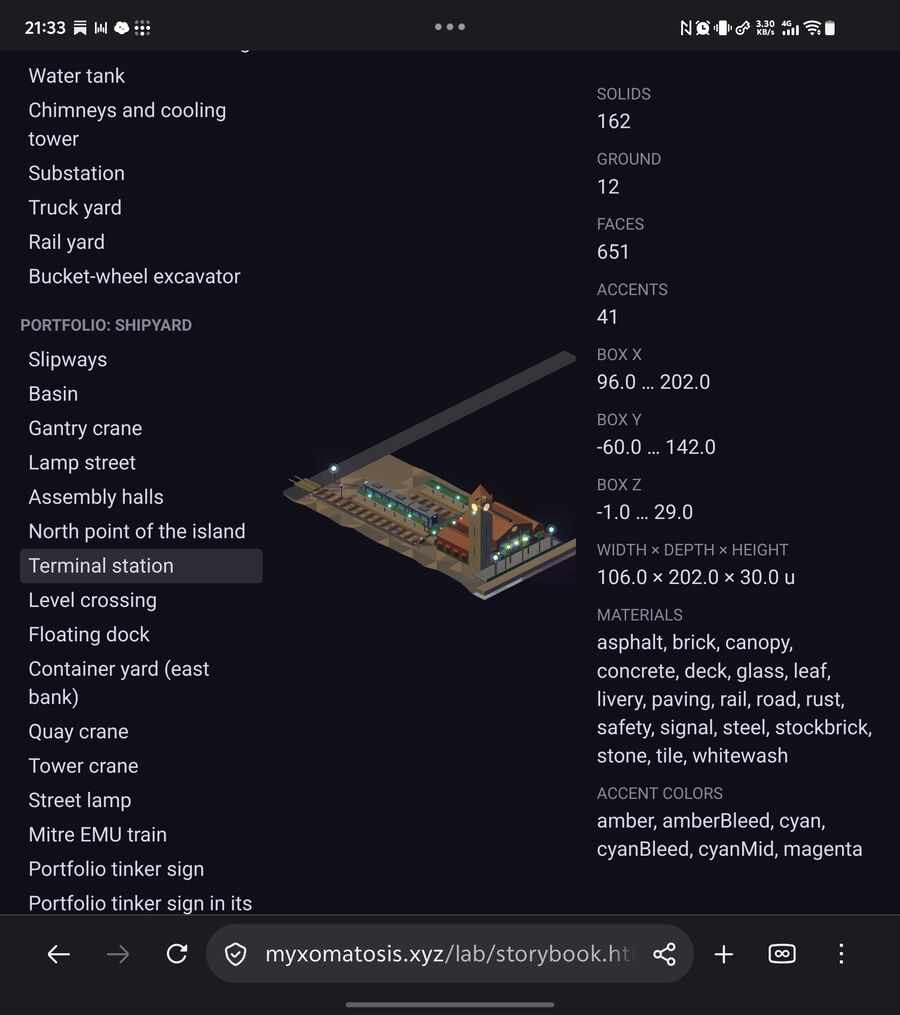 21:33
3.30
KB/s
4G
Water tank
Chimneys and cooling
tower
Substation
Truck yard
Rail yard
Bucket-wheel excavator
PORTFOLIO: SHIPYARD
Slipways
Basin
Gantry crane
Lamp street
Assembly halls
North point of the island
Terminal station
Level crossing
Floating dock
Container yard (east
bank)
Quay crane
Tower crane
Street lamp
Mitre EMU train
Portfolio tinker sign
Portfolio tinker sign in its
SOLIDS
162
GROUND
12
FACES
651
ACCENTS
41
BOX X
96.0 … 202.0
BOX Y
-60.0 … 142.0
BOX Z
-1.0 … 29.0
WIDTH × DEPTH × HEIGHT
106.0 × 202.0 × 30.0 u
MATERIALS
asphalt, brick, canopy,
concrete, deck, glass, leaf,
livery, paving, rail, road, rust,
safety, signal, steel, stockbrick,
stone, tile, whitewash
ACCENT COLORS
amber, amberBleed, cyan,
cyanBleed, cyanMid, magenta
myxomatosis.xyz/lab/storybook.ht